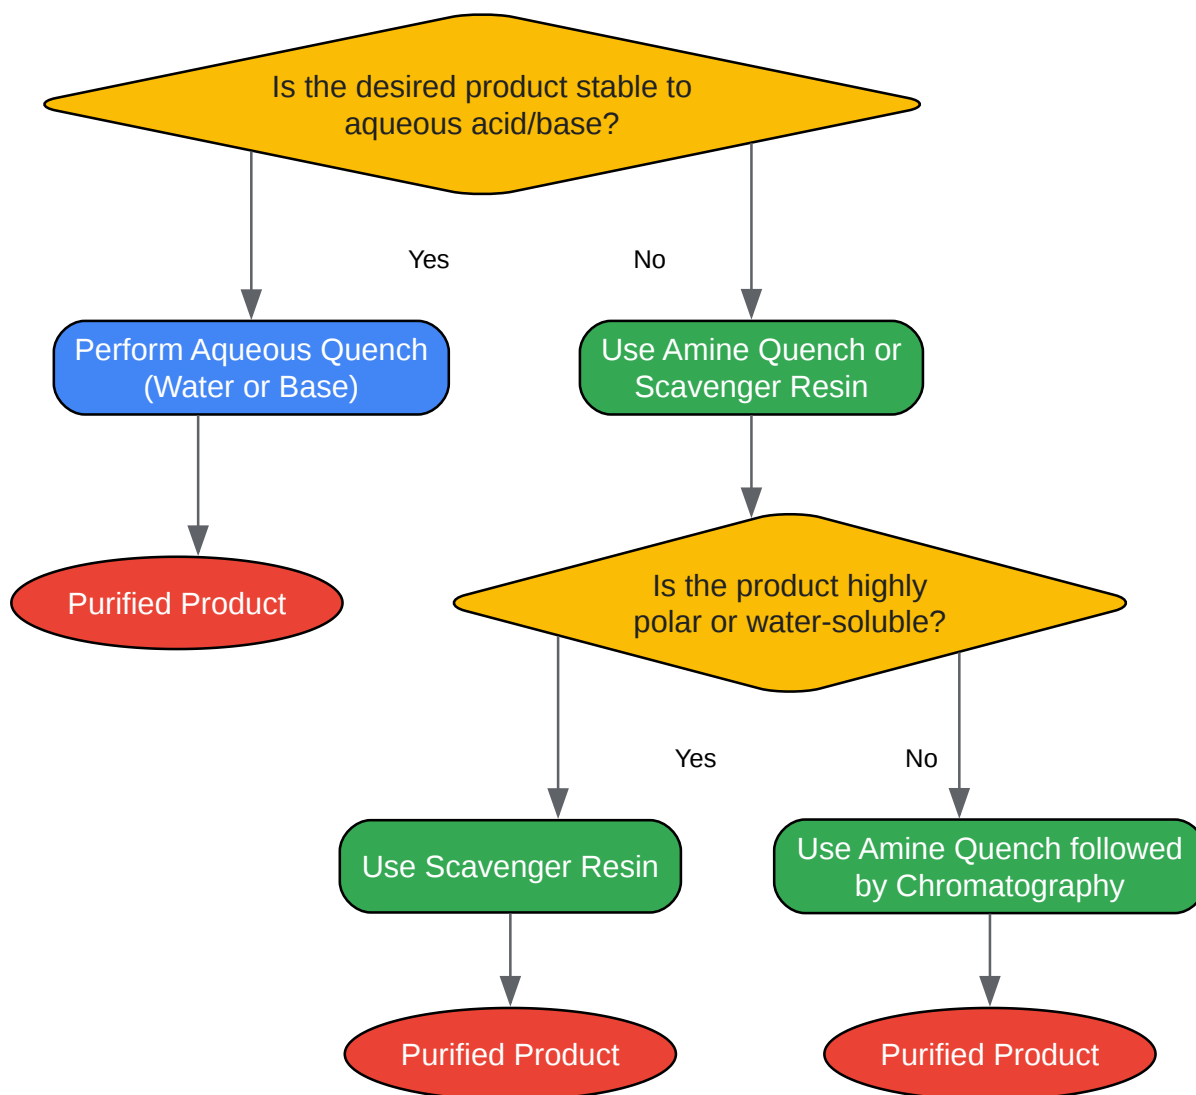 Is the desired product stable to
aqueous acid/base?
Yes
No
Perform Aqueous Quench
(Water or Base)
Use Amine Quench or
Scavenger Resin
Purified Product
Is the product highly
polar or water-soluble?
Yes
No
Use Scavenger Resin
Use Amine Quench followed
by Chromatography
Purified Product
Purified Product